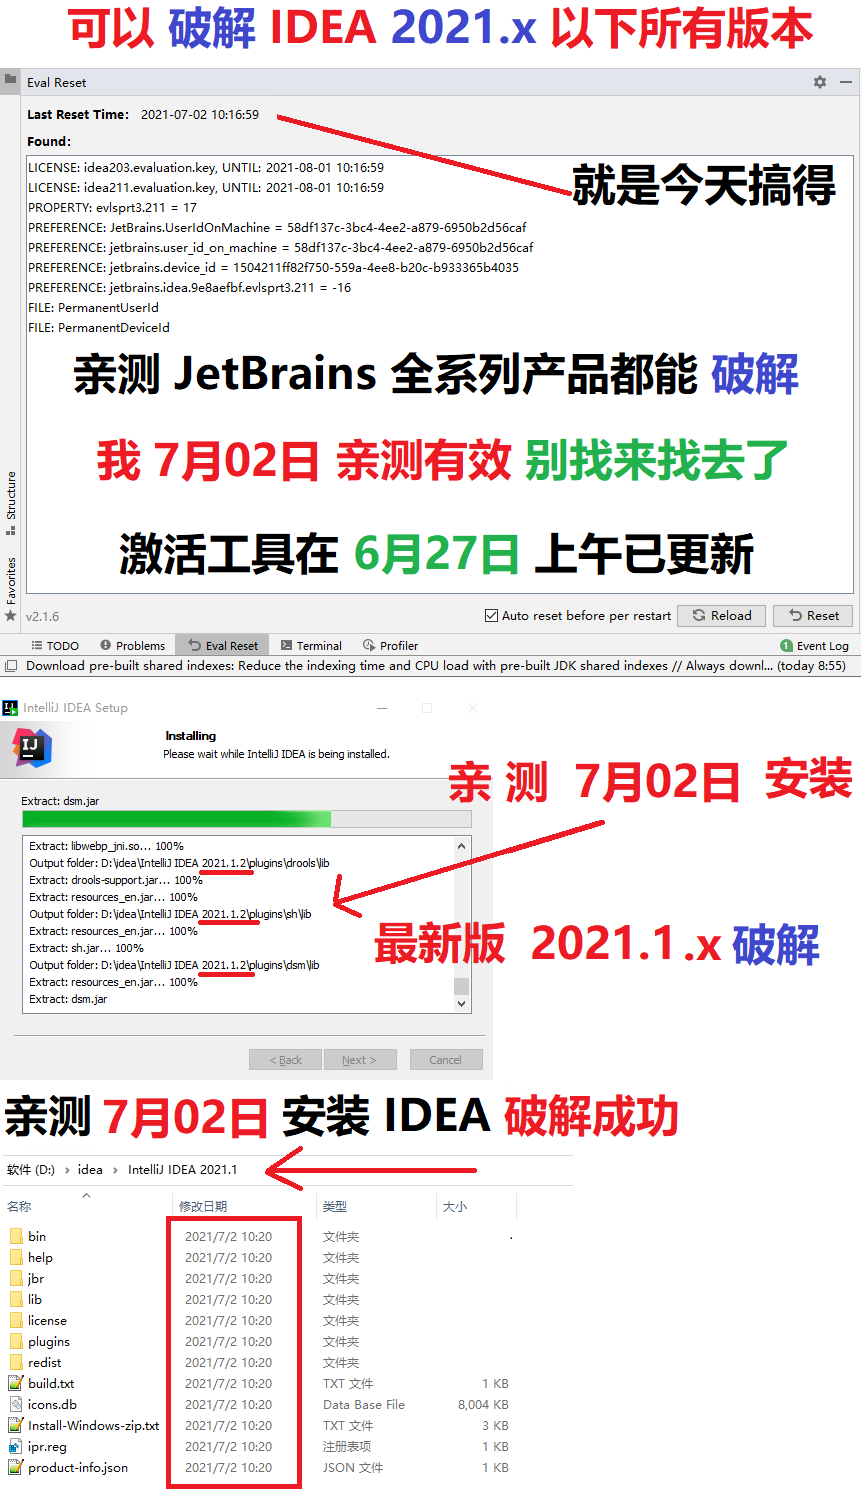 可以 破解 IDEA 2021.x 以下所有版本
Eval Reset
Last Reset Time: 2021-07-02 10:16:59
Found:
LICENSE: idea203.evaluation.key, UNTIL: 2021-08-01 10:16:59
LICENSE: idea211.evaluation.key, UNTIL: 2021-08-01 10:16:59
就是今天搞得
PROPERTY: evlsprt3.211 = 17
PREFERENCE: JetBrains.UserIdOnMachine = 58df137c-3bc4-4ee2-a879-6950b2d56caf
PREFERENCE: jetbrains.user_id_on_machine = 58df137c-3bc4-4ee2-a879-6950b2d56caf
PREFERENCE: jetbrains.device_id = 1504211ff82f750-559a-4ee8-b20c-b933365b4035
PREFERENCE: jetbrains.idea.9e8aefbf.evlsprt3.211 = -16
FILE: PermanentUserId
FILE: PermanentDeviceId
亲测 JetBrains 全系列产品都能 破解
我 7月02日 亲测有效 别找来找去了
激活工具在 6月27日 上午已更新
Structure
Favorites
v2.1.6
Auto reset before per restart
Reload
Reset
TODO
Problems
Eval Reset
Terminal
Profiler
1 Event Log
Download pre-built shared indexes: Reduce the indexing time and CPU load with pre-built JDK shared indexes // Always downl... (today 8:55)
IntelliJ IDEA Setup
IJ
Installing
Please wait while IntelliJ IDEA is being installed.
亲 测 7月02日 安装
Extract: dsm.jar
Extract: libwebp_jni.so... 100%
Output folder: D:\idea\IntelliJ IDEA 2021.1.2\plugins\drools\lib
Extract: drools-support.jar... 100%
Extract: resources_en.jar... 100%
Output folder: D:\idea\IntelliJ IDEA 2021.1.2\plugins\sh\lib
Extract: resources_en.jar... 100%
Extract: sh.jar... 100%
Output folder: D:\idea\IntelliJ IDEA 2021.1.2\plugins\dsm\lib
Extract: resources_en.jar... 100%
Extract: dsm.jar
最新版 2021.1.x 破解
< Back
Next >
Cancel
亲测 7月02日 安装 IDEA 破解成功
软件 (D:) › idea › IntelliJ IDEA 2021.1
名称 修改日期 类型 大小
bin 2021/7/2 10:20 文件夹
help 2021/7/2 10:20 文件夹
jbr 2021/7/2 10:20 文件夹
lib 2021/7/2 10:20 文件夹
license 2021/7/2 10:20 文件夹
plugins 2021/7/2 10:20 文件夹
redist 2021/7/2 10:20 文件夹
build.txt 2021/7/2 10:20 TXT 文件 1 KB
icons.db 2021/7/2 10:20 Data Base File 8,004 KB
Install-Windows-zip.txt 2021/7/2 10:20 TXT 文件 3 KB
ipr.reg 2021/7/2 10:20 注册表项 1 KB
product-info.json 2021/7/2 10:20 JSON 文件 1 KB